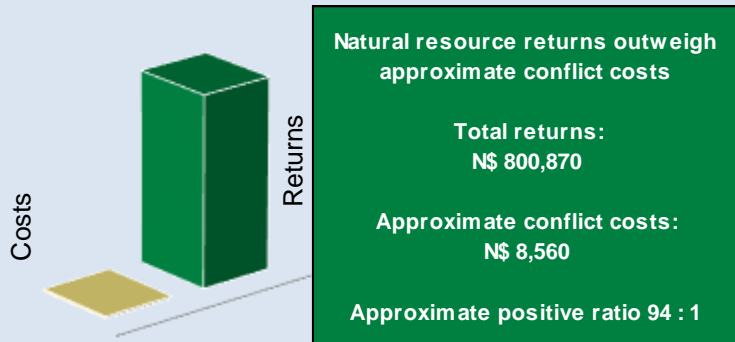 Costs
Returns
Natural resource returns outweigh
approximate conflict costs
Total returns:
N$ 800,870
Approximate conflict costs:
N$ 8,560
Approximate positive ratio 94 : 1